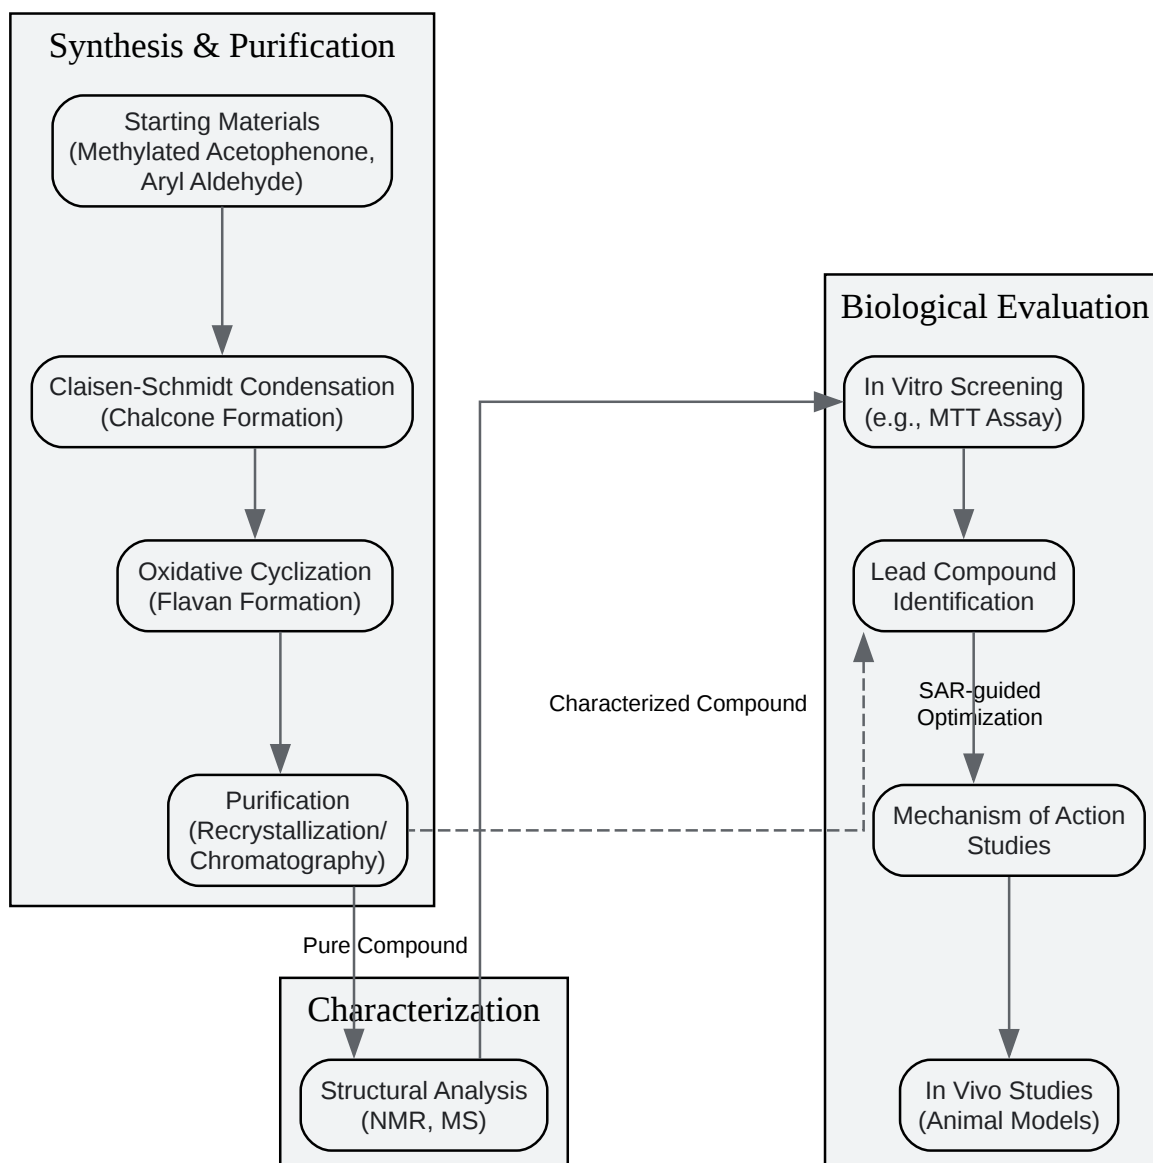 Synthesis & Purification
Starting Materials
(Methylated Acetophenone,
Aryl Aldehyde)
Claisen-Schmidt Condensation
(Chalcone Formation)
Oxidative Cyclization
(Flavan Formation)
Purification
(Recrystallization/
Chromatography)
Pure Compound
Characterization
Structural Analysis
(NMR, MS)
Characterized Compound
Biological Evaluation
In Vitro Screening
(e.g., MTT Assay)
Lead Compound
Identification
SAR-guided
Optimization
Mechanism of Action
Studies
In Vivo Studies
(Animal Models)